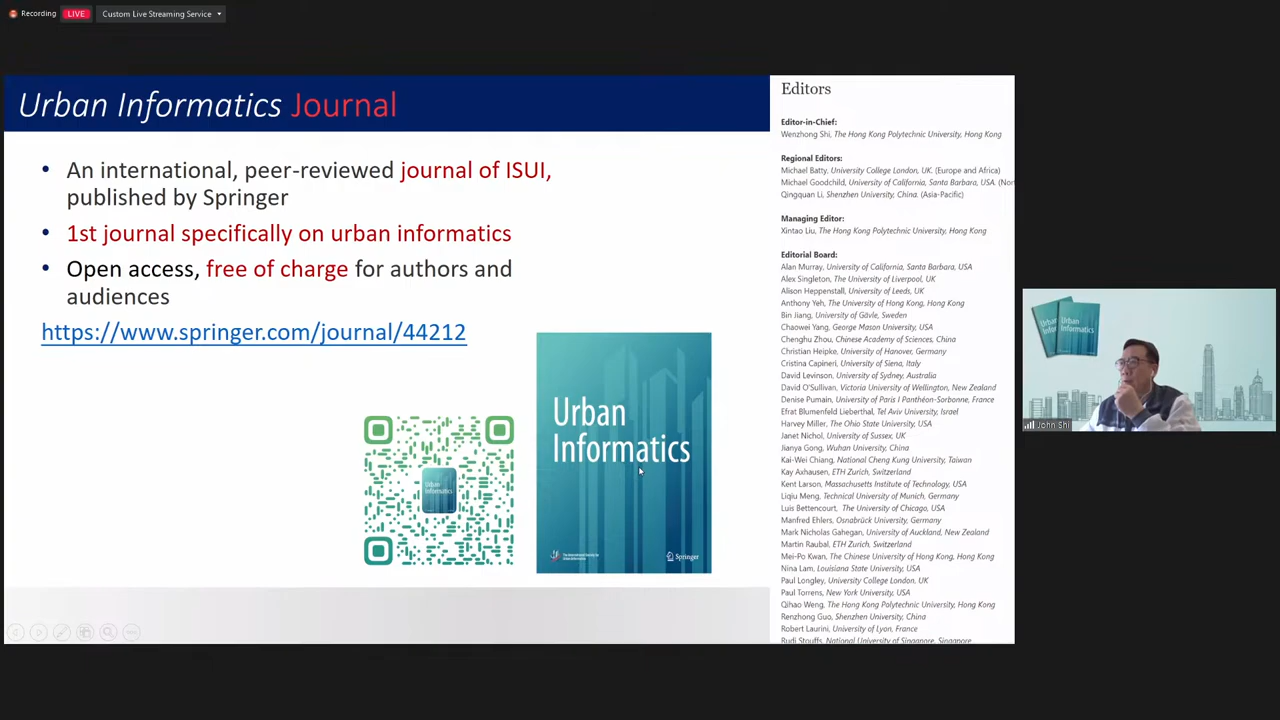 Recording
LIVE
Custom Live Streaming Service
Urban Informatics Journal
• An international, peer-reviewed journal of ISUI,
published by Springer
• 1st journal specifically on urban informatics
• Open access, free of charge for authors and
audiences
https://www.springer.com/journal/44212
Urban
Informatics
Urban
Informatics
Springer
Editors
Editor-in-Chief:
Wenzhong Shi, The Hong Kong Polytechnic University, Hong Kong
Regional Editors:
Michael Batty, University College London, UK. (Europe and Africa)
Michael Goodchild, University of California, Santa Barbara, USA. (Nor
Qingquan Li, Shenzhen University, China. (Asia-Pacific)
Managing Editor:
Xintao Liu, The Hong Kong Polytechnic University, Hong Kong
Editorial Board:
Alan Murray, University of California, Santa Barbara, USA
Alex Singleton, The University of Liverpool, UK
Alison Heppenstall, University of Leeds, UK
Anthony Yeh, The University of Hong Kong, Hong Kong
Bin Jiang, University of Gävle, Sweden
Chaowei Yang, George Mason University, USA
Chenghu Zhou, Chinese Academy of Sciences, China
Christian Heipke, University of Hanover, Germany
Cristina Capineri, University of Siena, Italy
David Levinson, University of Sydney, Australia
David O'Sullivan, Victoria University of Wellington, New Zealand
Denise Pumain, University of Paris I Panthéon-Sorbonne, France
Efrat Blumenfeld Lieberthal, Tel Aviv University, Israel
Harvey Miller, The Ohio State University, USA
Janet Nichol, University of Sussex, UK
Jianya Gong, Wuhan University, China
Kai-Wei Chiang, National Cheng Kung University, Taiwan
Kay Axhausen, ETH Zurich, Switzerland
Kent Larson, Massachusetts Institute of Technology, USA
Liqiu Meng, Technical University of Munich, Germany
Luis Bettencourt, The University of Chicago, USA
Manfred Ehlers, Osnabrück University, Germany
Mark Nicholas Gahegan, University of Auckland, New Zealand
Martin Raubal, ETH Zurich, Switzerland
Mei-Po Kwan, The Chinese University of Hong Kong, Hong Kong
Nina Lam, Louisiana State University, USA
Paul Longley, University College London, UK
Paul Torrens, New York University, USA
Qihao Weng, The Hong Kong Polytechnic University, Hong Kong
Renzhong Guo, Shenzhen University, China
Robert Laurini, University of Lyon, France
Rudi Stouffs, National University of Singapore, Singapore
Urban
Informatics
John Shi